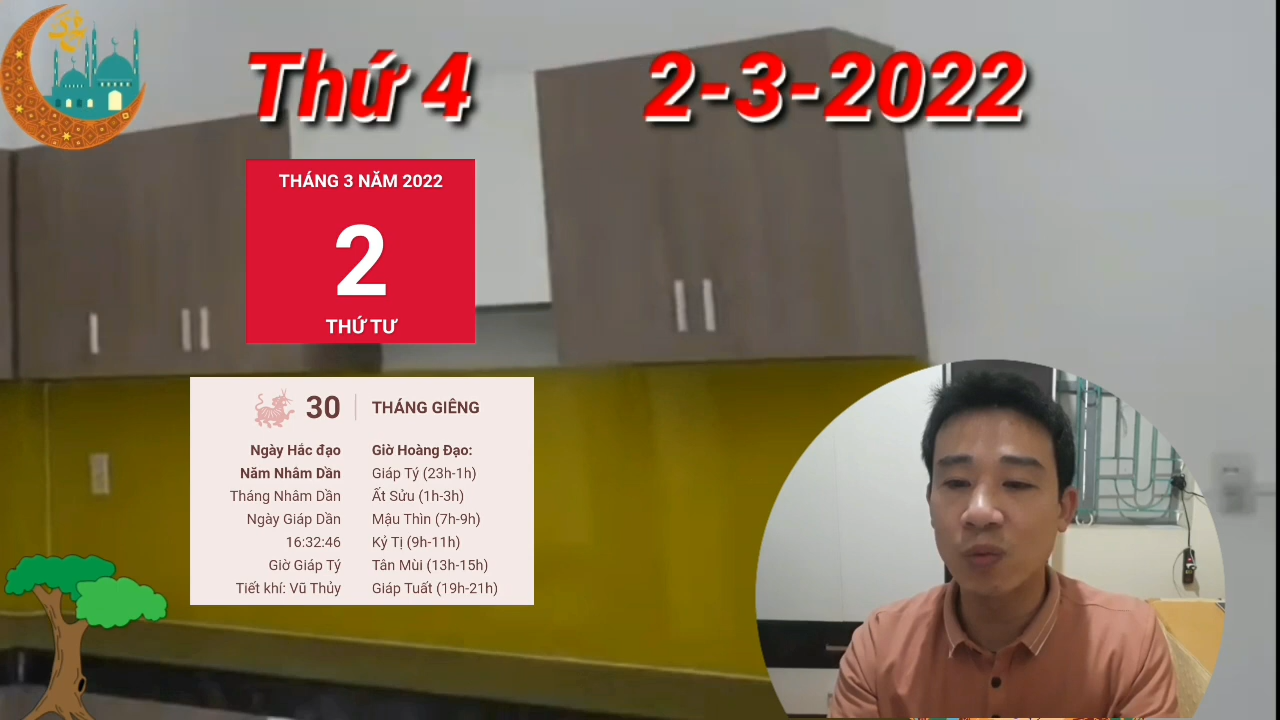 Thứ 4 2-3-2022
THÁNG 3 NĂM 2022
2
THỨ TƯ
30 THÁNG GIÊNG
Ngày Hắc đạo
Năm Nhâm Dần
Tháng Nhâm Dần
Ngày Giáp Dần
16:32:46
Giờ Giáp Tý
Tiết khí: Vũ Thủy
Giờ Hoàng Đạo:
Giáp Tý (23h-1h)
Ất Sửu (1h-3h)
Mậu Thìn (7h-9h)
Kỷ Tị (9h-11h)
Tân Mùi (13h-15h)
Giáp Tuất (19h-21h)